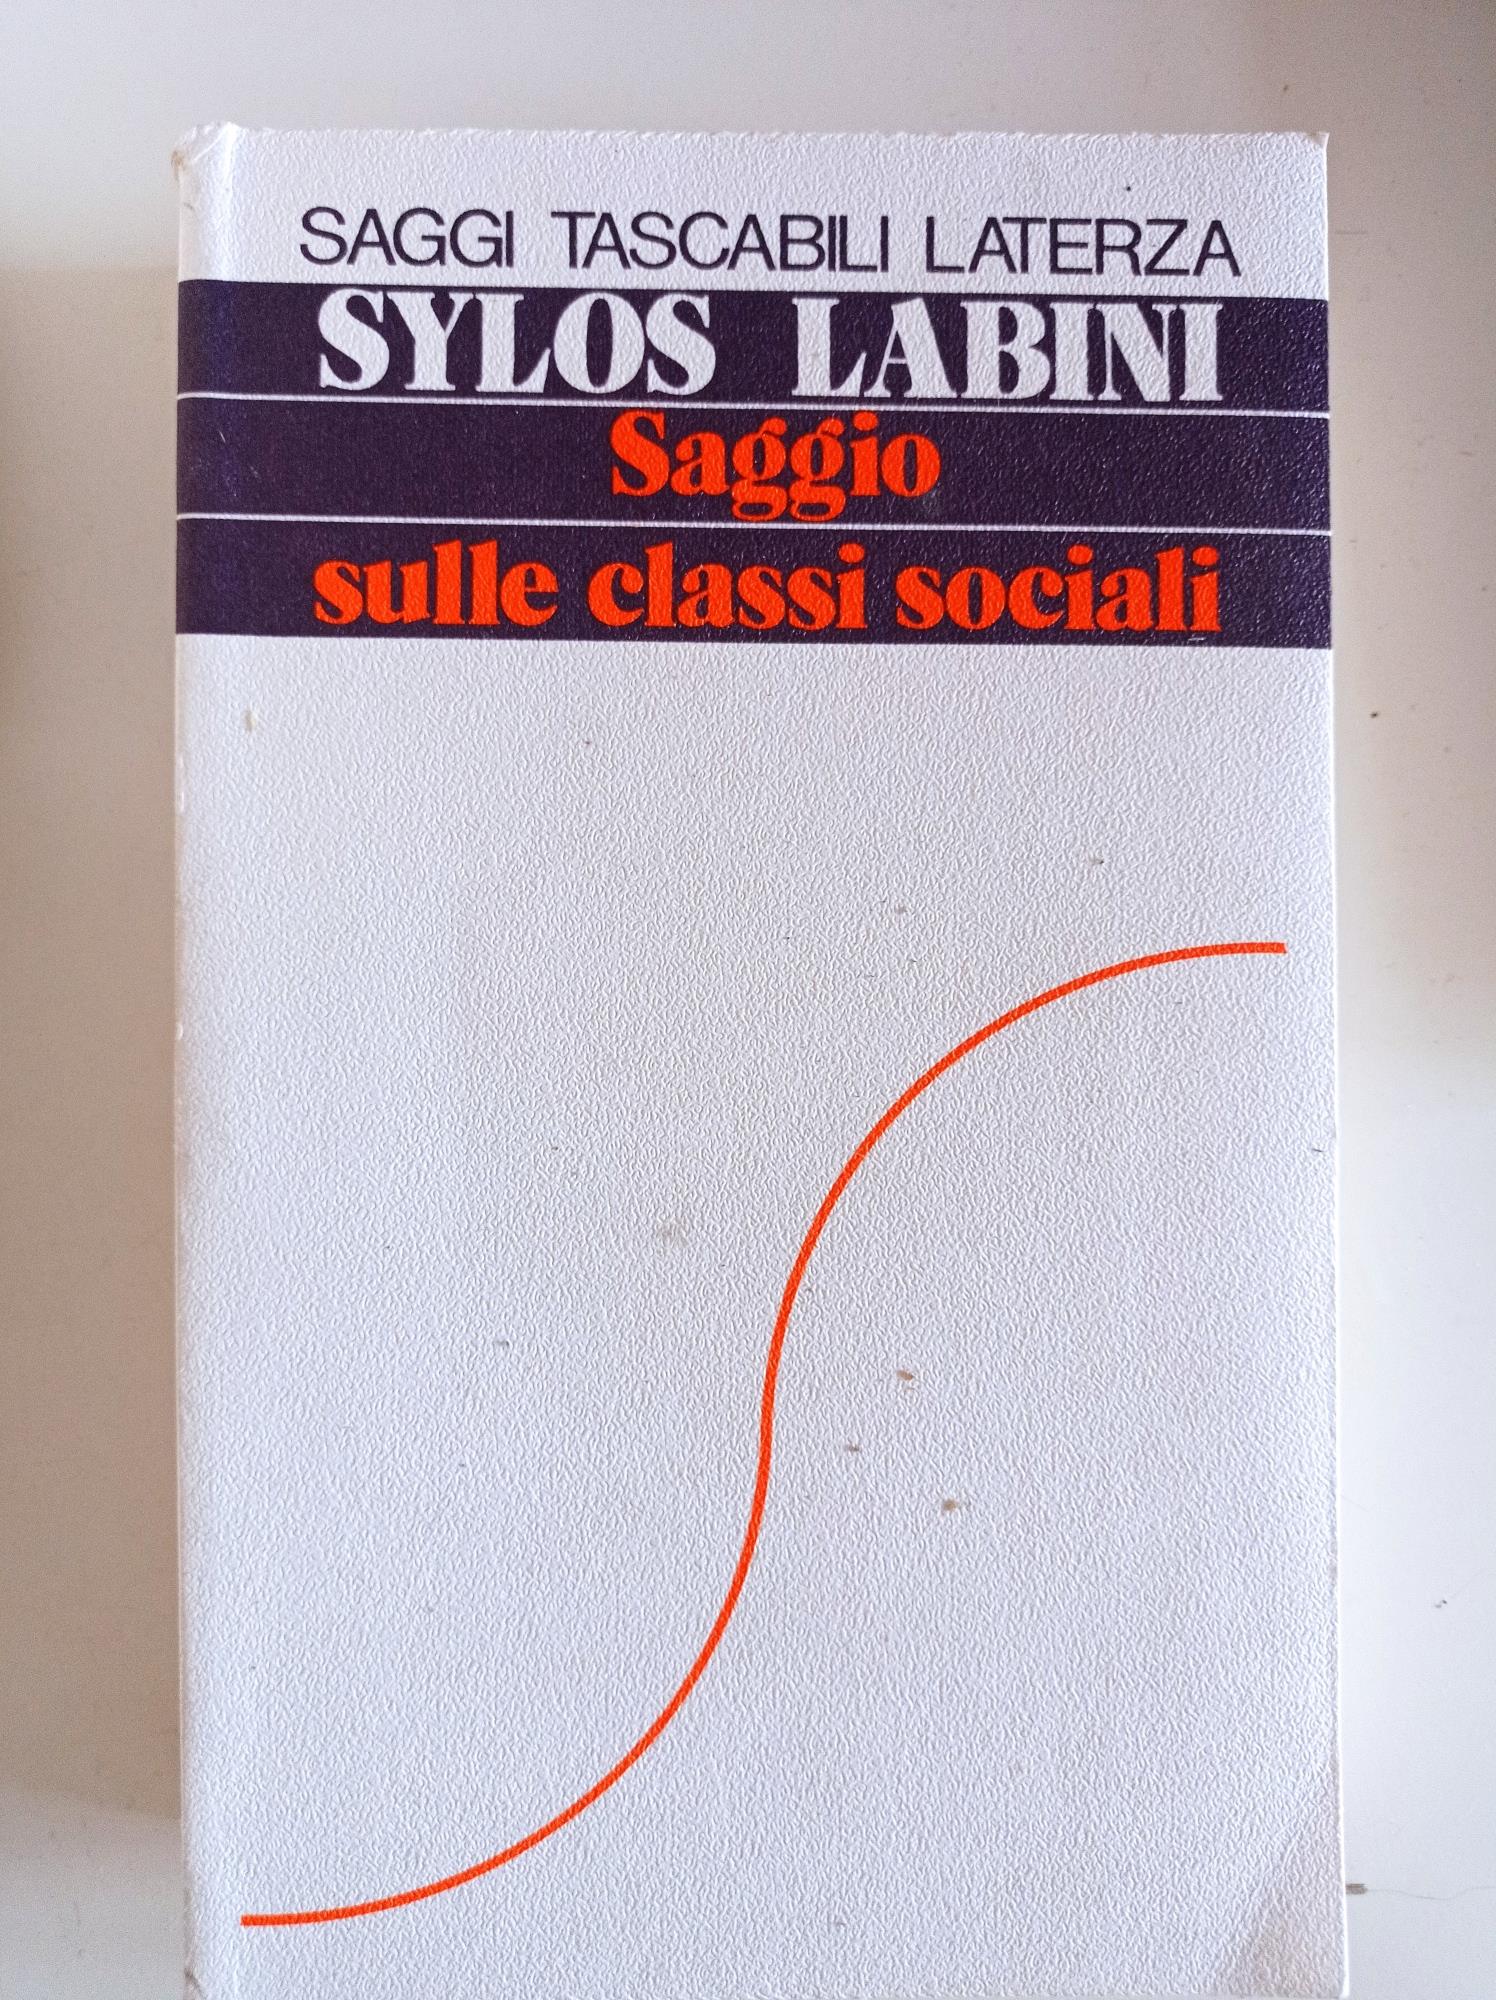 SAGGI TASCABILI LATERZA
SYLOS LABINI
Saggio
sulle classi sociali